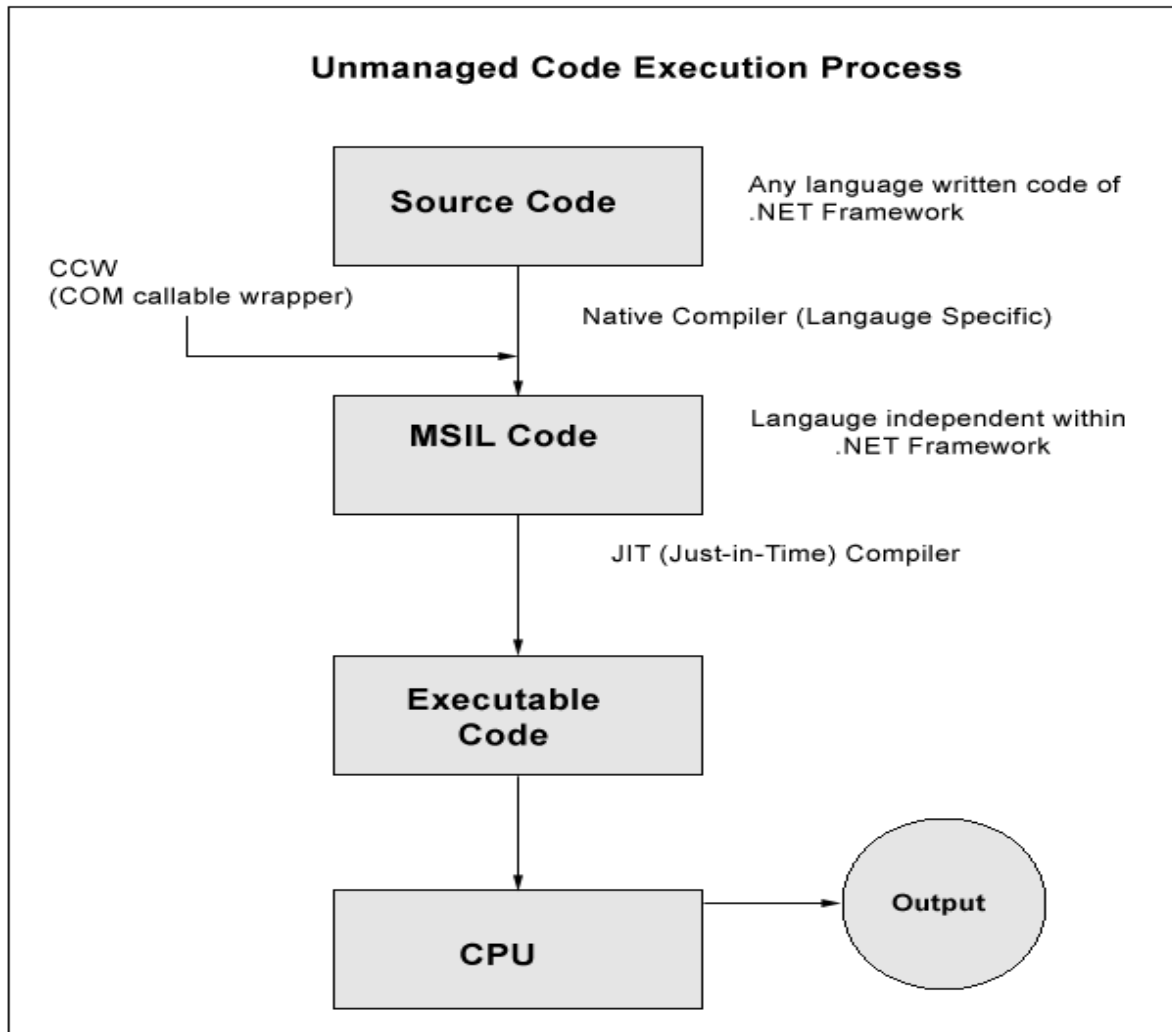 Unmanaged Code Execution Process
Source Code
Any language written code of
.NET Framework
CCW
(COM callable wrapper)
Native Compiler (Langauge Specific)
MSIL Code
Langauge independent within
.NET Framework
JIT (Just-in-Time) Compiler
Executable
Code
Output
CPU